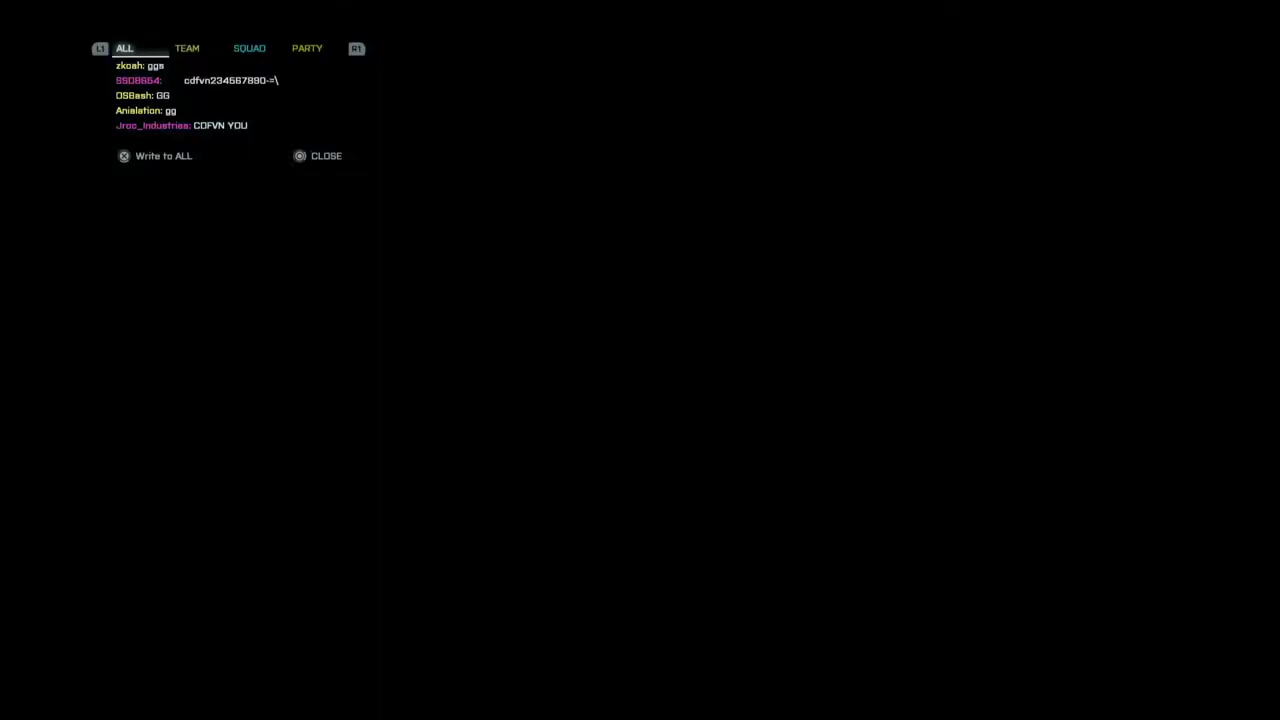 L1 ALL TEAM SQUAD PARTY R1
zkoah: ggs
SSD8654: cdfvn234567890-=\
DSBash: GG
Anialation: gg
Jroc_Industries: CDFVN YOU
Write to ALL CLOSE